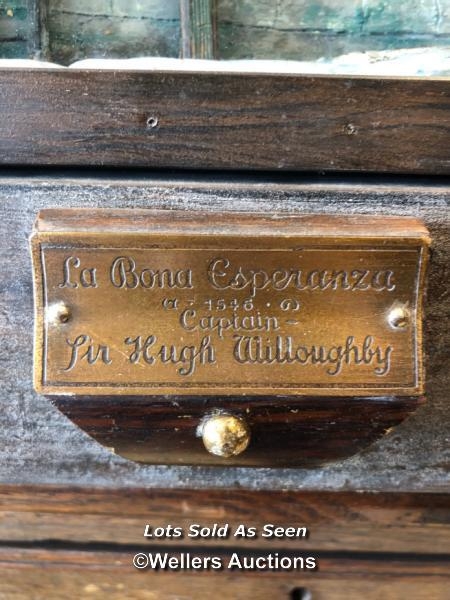 La Bona Esperanza
1546
Captain
Sir Hugh Willoughby
Lots Sold As Seen
©Wellers Auctions